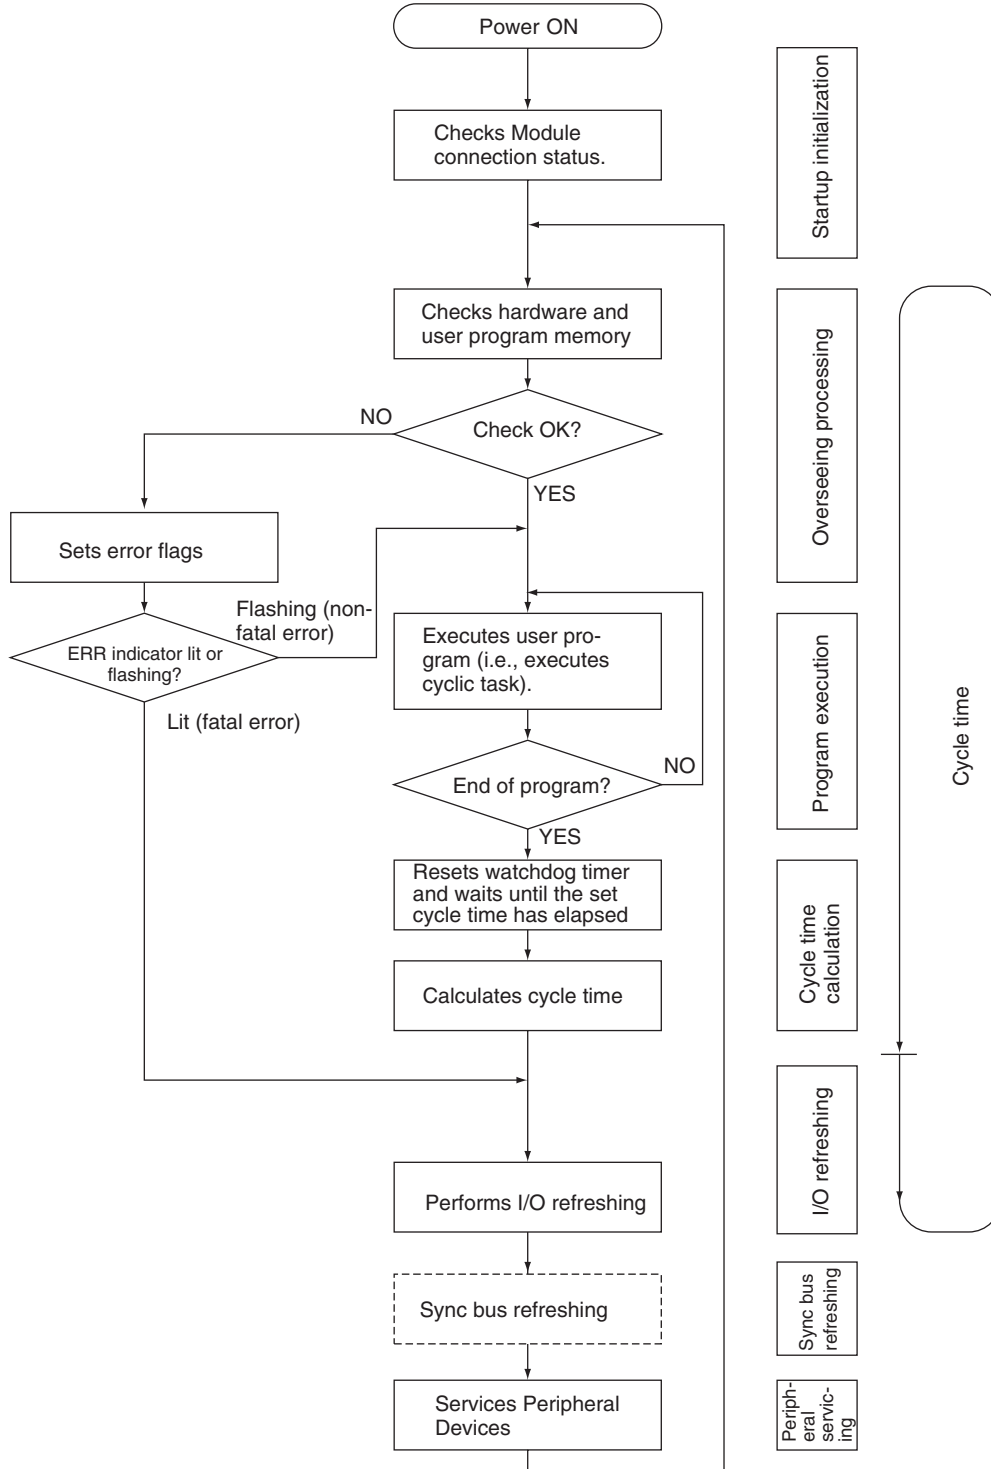 Power ON
Checks Module
connection status.
Startup initialization
Checks hardware and
user program memory
Check OK?
NO
YES
Overseeing processing
Sets error flags
Flashing (non-
fatal error)
ERR indicator lit or
flashing?
Lit (fatal error)
Executes user pro-
gram (i.e., executes
cyclic task).
End of program?
NO
YES
Program execution
Cycle time
Resets watchdog timer
and waits until the set
cycle time has elapsed
Calculates cycle time
Cycle time
calculation
Performs I/O refreshing
I/O refreshing
Sync bus refreshing
Sync bus
refreshing
Services Peripheral
Devices
Periph-
eral
servic-
ing